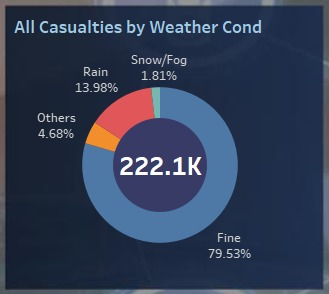 All Casualties by Weather Cond
Snow/Fog
1.81%
Rain
13.98%
Others
4.68%
222.1K
Fine
79.53%